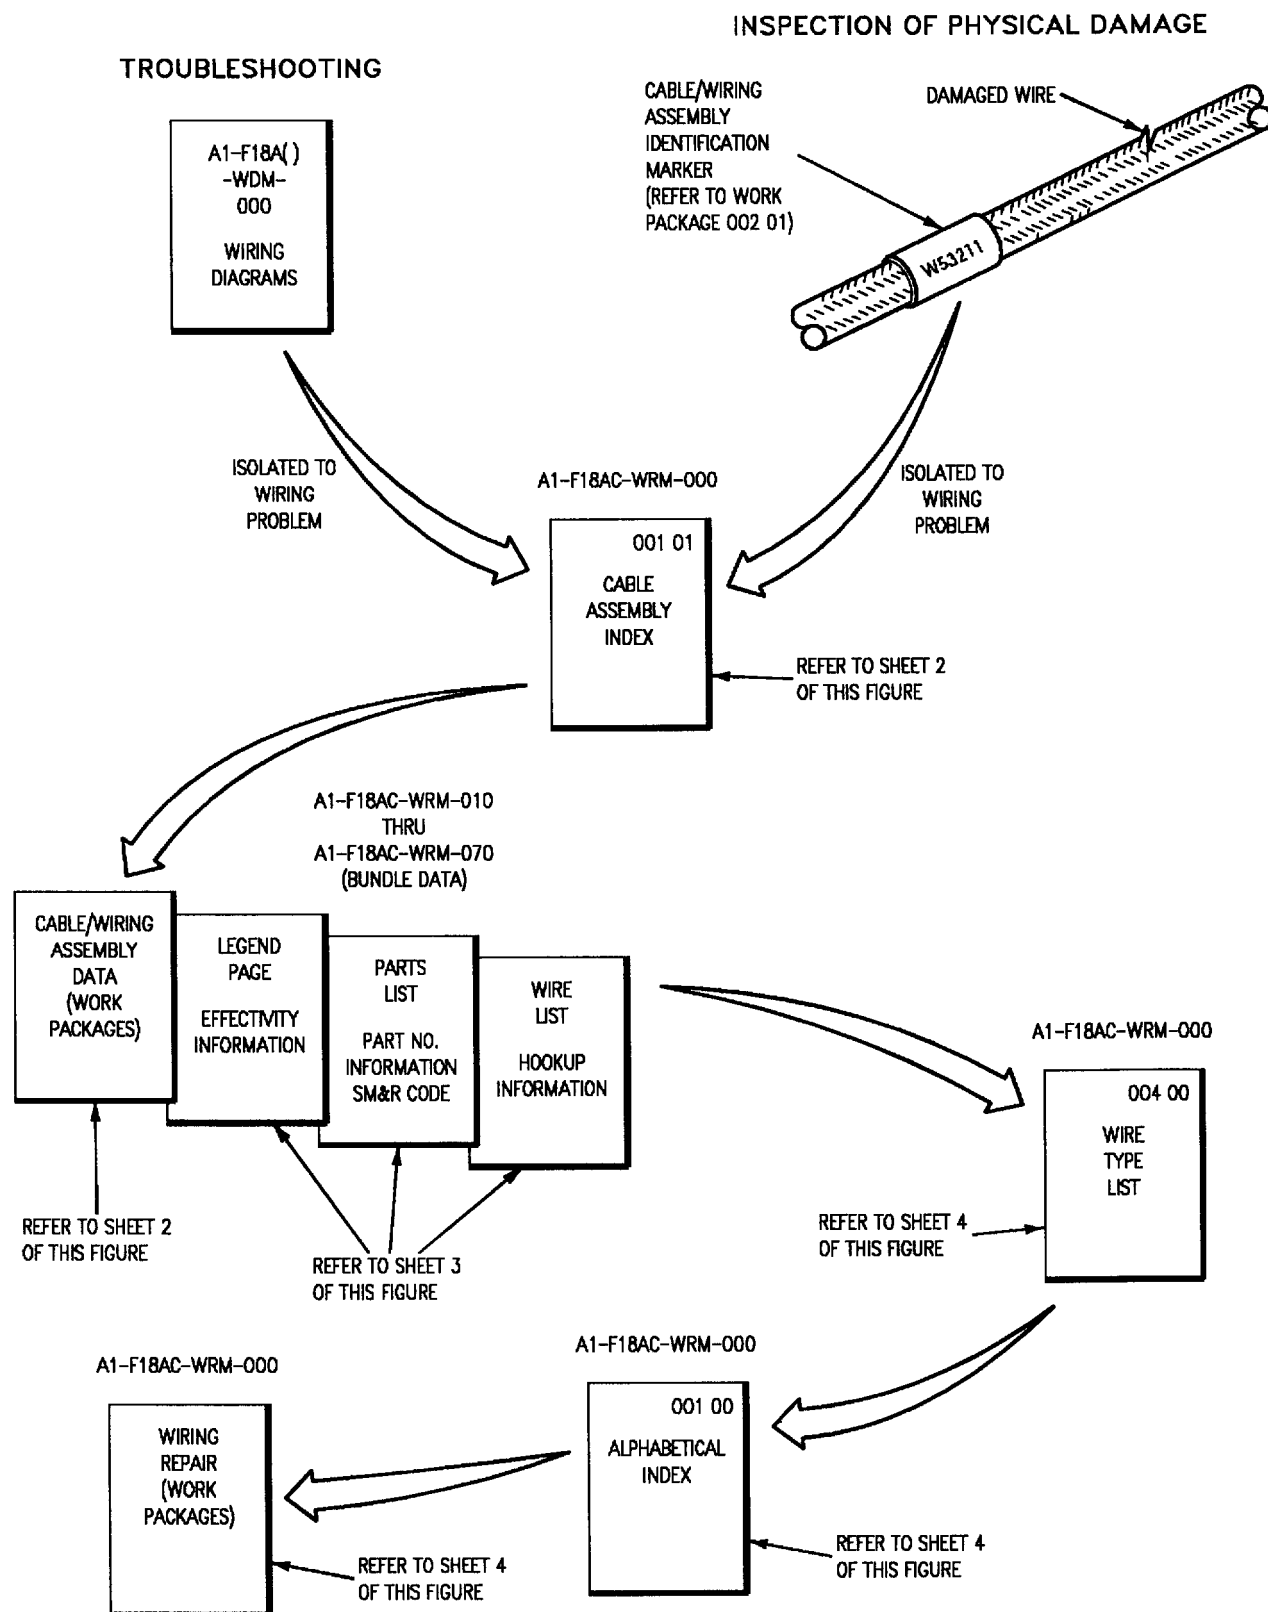 INSPECTION OF PHYSICAL DAMAGE
TROUBLESHOOTING
CABLE/WIRING
ASSEMBLY
IDENTIFICATION
MARKER
(REFER TO WORK
PACKAGE 002 01)
DAMAGED WIRE
W53211
A1-F18A( )
-WDM-
000
WIRING
DIAGRAMS
ISOLATED TO
WIRING
PROBLEM
ISOLATED TO
WIRING
PROBLEM
A1-F18AC-WRM-000
001 01
CABLE
ASSEMBLY
INDEX
REFER TO SHEET 2
OF THIS FIGURE
A1-F18AC-WRM-010
THRU
A1-F18AC-WRM-070
(BUNDLE DATA)
CABLE/WIRING
ASSEMBLY
DATA
(WORK
PACKAGES)
LEGEND
PAGE
EFFECTIVITY
INFORMATION
PARTS
LIST
PART NO.
INFORMATION
SM&R CODE
WIRE
LIST
HOOKUP
INFORMATION
REFER TO SHEET 2
OF THIS FIGURE
REFER TO SHEET 3
OF THIS FIGURE
A1-F18AC-WRM-000
004 00
WIRE
TYPE
LIST
REFER TO SHEET 4
OF THIS FIGURE
A1-F18AC-WRM-000
001 00
ALPHABETICAL
INDEX
REFER TO SHEET 4
OF THIS FIGURE
A1-F18AC-WRM-000
WIRING
REPAIR
(WORK
PACKAGES)
REFER TO SHEET 4
OF THIS FIGURE